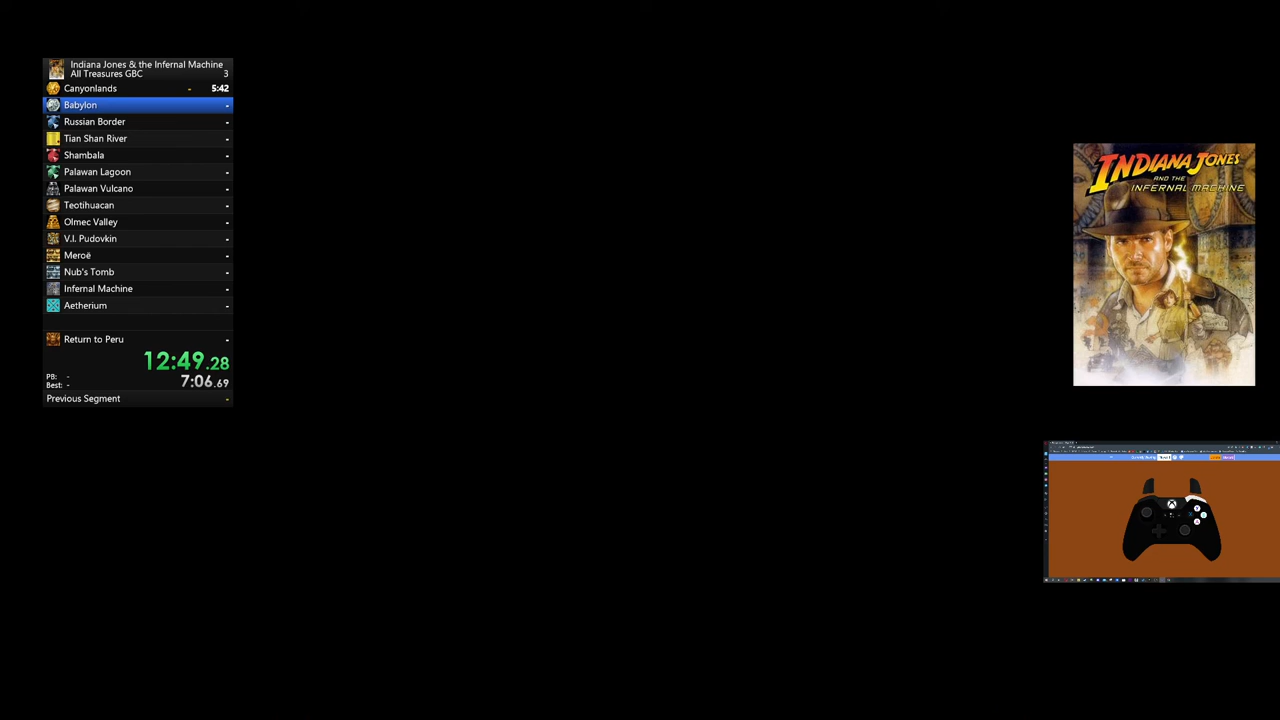 Indiana Jones & the Infernal Machine
All Treasures GBC 3
Canyonlands - 5:42
Babylon -
Russian Border -
Tian Shan River -
Shambala -
Palawan Lagoon -
Palawan Vulcano -
Teotihuacan -
Olmec Valley -
V.I. Pudovkin -
Meroë -
Nub's Tomb -
Infernal Machine -
Aetherium -
Return to Peru -
12:49.28
PB: -
Best: -
7:06.69
Previous Segment -
INDIANA JONES
AND THE
INFERNAL MACHINE
Y
X
A